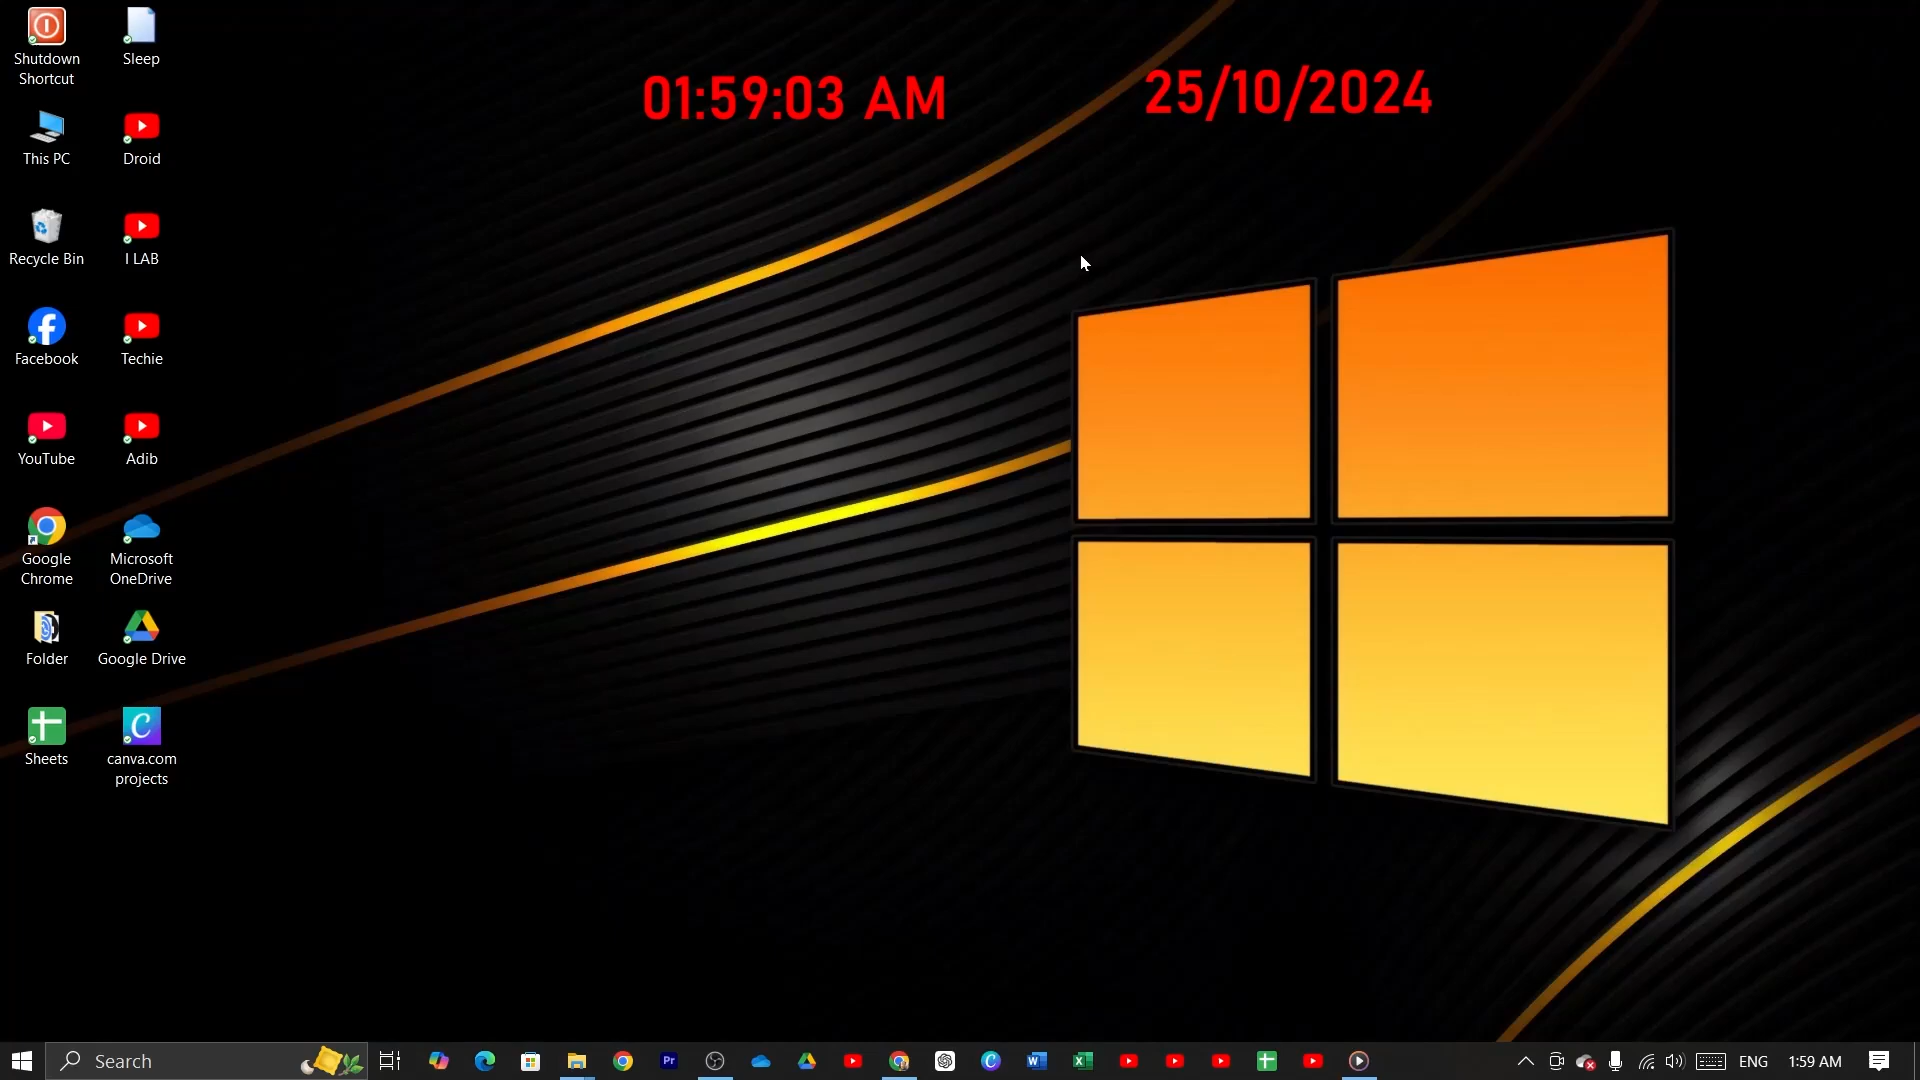 01:59:03 AM
25/10/2024
Shutdown
Shortcut
Sleep
This PC
Droid
Recycle Bin
I LAB
Facebook
Techie
YouTube
Adib
Google
Chrome
Microsoft
OneDrive
Folder
Google Drive
Sheets
canva.com
projects
Search
Pr
ENG
1:59 AM